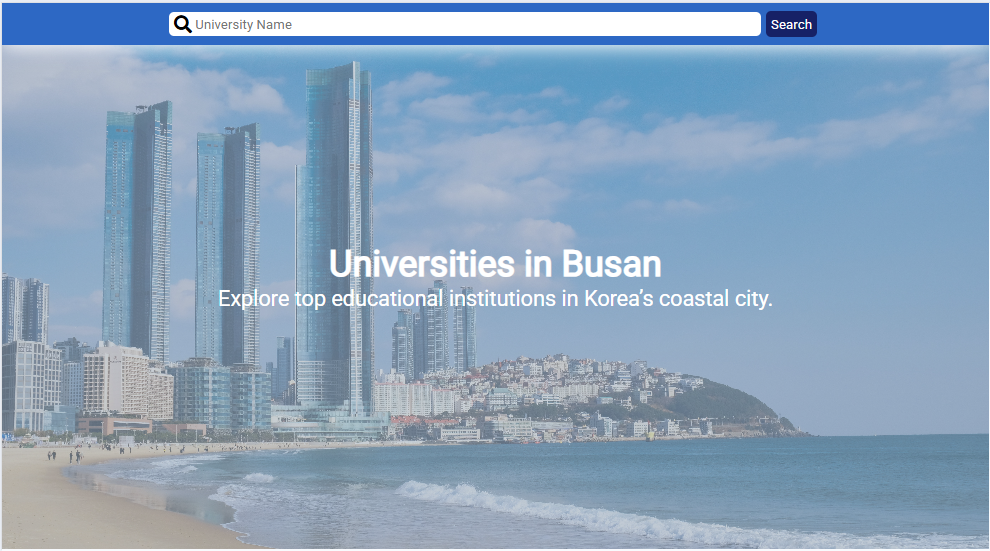 University Name
Search
Universities in Busan
Explore top educational institutions in Korea’s coastal city.